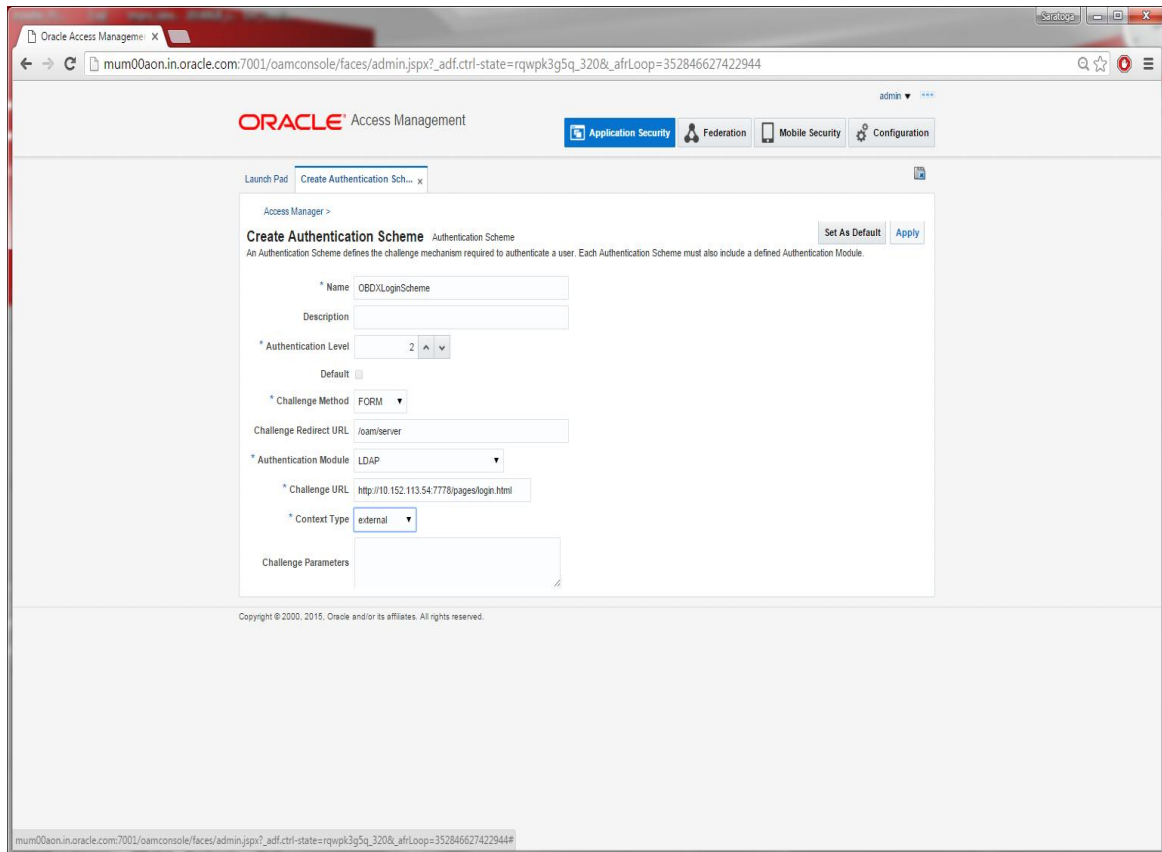 Saratoga
Oracle Access Managemer
mum00aon.in.oracle.com:7001/oamconsole/faces/admin.jspx?_adf.ctrl-state=rqwpk3g5q_320&_afrLoop=352846627422944
admin
ORACLE Access Management
Application Security
Federation
Mobile Security
Configuration
Launch Pad
Create Authentication Sch...
Access Manager >
Create Authentication Scheme Authentication Scheme
Set As Default
Apply
An Authentication Scheme defines the challenge mechanism required to authenticate a user. Each Authentication Scheme must also include a defined Authentication Module.
* Name OBDXLoginScheme
Description
* Authentication Level 2
Default
* Challenge Method FORM
Challenge Redirect URL /oam/server
* Authentication Module LDAP
* Challenge URL http://10.152.113.54:7778/pages/login.html
* Context Type external
Challenge Parameters
Copyright © 2000, 2015, Oracle and/or its affiliates. All rights reserved.
mum00aon.in.oracle.com:7001/oamconsole/faces/admin.jspx?_adf.ctrl-state=rqwpk3g5q_320&_afrLoop=352846627422944#